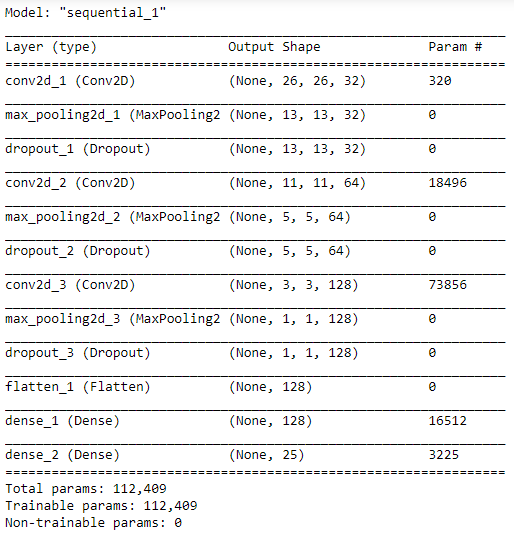 Model: "sequential_1"
_________________________________________________________________
Layer (type)                 Output Shape              Param #
=================================================================
conv2d_1 (Conv2D)            (None, 26, 26, 32)        320
_________________________________________________________________
max_pooling2d_1 (MaxPooling2 (None, 13, 13, 32)        0
_________________________________________________________________
dropout_1 (Dropout)          (None, 13, 13, 32)        0
_________________________________________________________________
conv2d_2 (Conv2D)            (None, 11, 11, 64)        18496
_________________________________________________________________
max_pooling2d_2 (MaxPooling2 (None, 5, 5, 64)          0
_________________________________________________________________
dropout_2 (Dropout)          (None, 5, 5, 64)          0
_________________________________________________________________
conv2d_3 (Conv2D)            (None, 3, 3, 128)         73856
_________________________________________________________________
max_pooling2d_3 (MaxPooling2 (None, 1, 1, 128)         0
_________________________________________________________________
dropout_3 (Dropout)          (None, 1, 1, 128)         0
_________________________________________________________________
flatten_1 (Flatten)          (None, 128)               0
_________________________________________________________________
dense_1 (Dense)              (None, 128)               16512
_________________________________________________________________
dense_2 (Dense)              (None, 25)                3225
=================================================================
Total params: 112,409
Trainable params: 112,409
Non-trainable params: 0